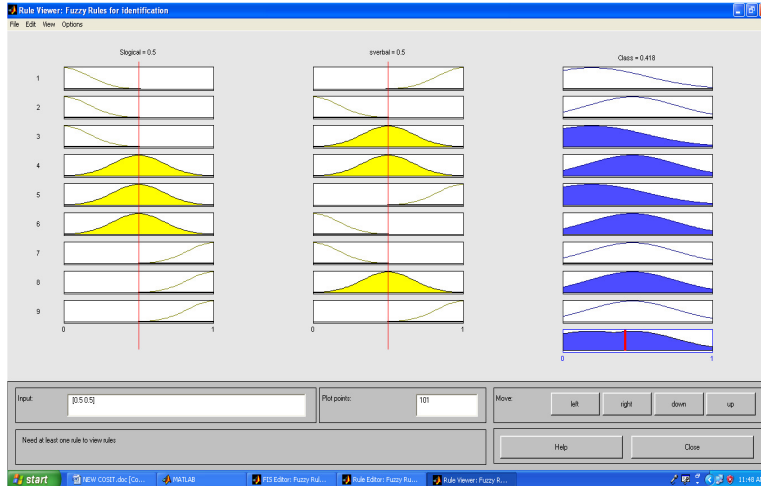 Rule Viewer: Fuzzy Rules for identification
File Edit View Options
Slogical = 0.5
sverbal = 0.5
Class = 0.418
1
2
3
4
5
6
7
8
9
0 1
0 1
0 1
Input: [0.5 0.5]
Plot points: 101
Move: left right down up
Need at least one rule to view rules
Help Close
start NEW COSIT.doc [Co... MATLAB FIS Editor: Fuzzy Rul... Rule Editor: Fuzzy Ru... Rule Viewer: Fuzzy R... 11:48 AM